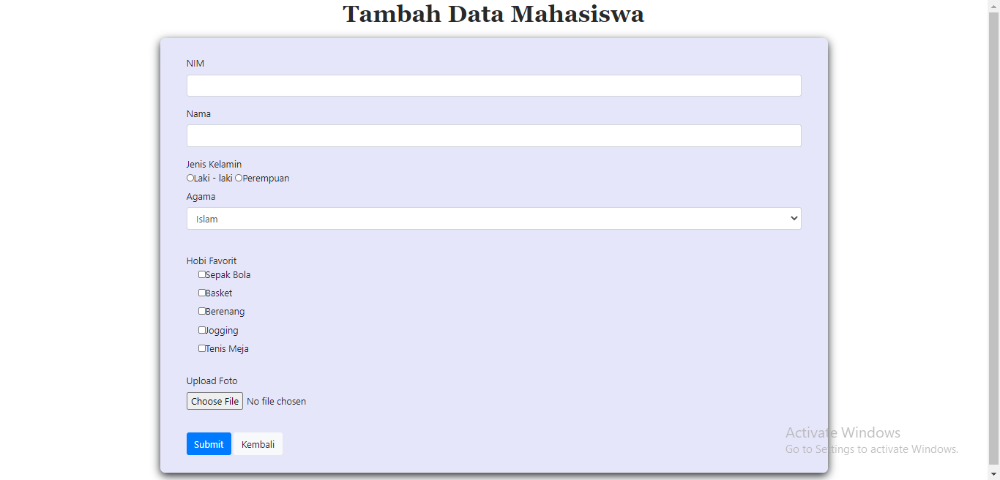 Tambah Data Mahasiswa
NIM
Nama
Jenis Kelamin
Laki - laki Perempuan
Agama
Islam
Hobi Favorit
Sepak Bola
Basket
Berenang
Jogging
Tenis Meja
Upload Foto
Choose File No file chosen
Submit Kembali
Activate Windows
Go to Settings to activate Windows.